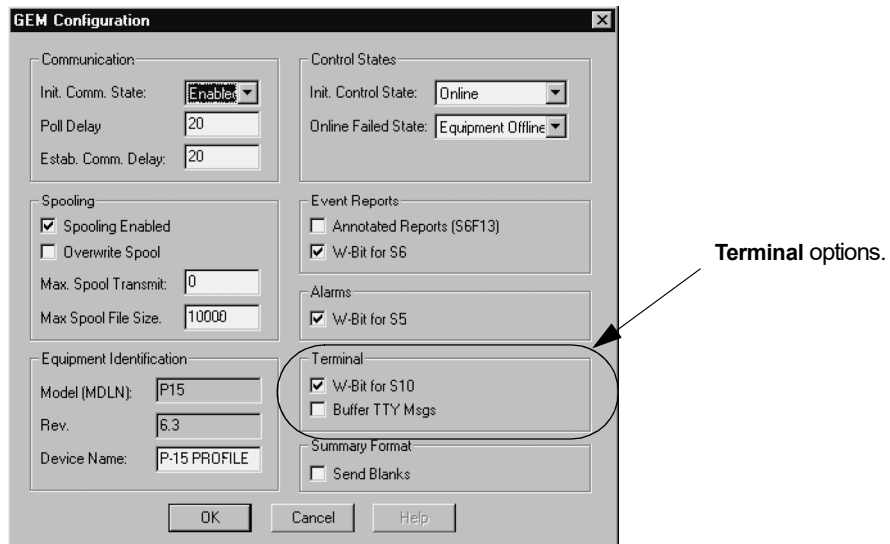 GEM Configuration
Communication
Init. Comm. State: Enabled
Poll Delay 20
Estab. Comm. Delay: 20
Control States
Init. Control State: Online
Online Failed State: Equipment Offline
Spooling
Spooling Enabled
Overwrite Spool
Max. Spool Transmit: 0
Max Spool File Size. 10000
Event Reports
Annotated Reports (S6F13)
W-Bit for S6
Alarms
W-Bit for S5
Equipment Identification
Model (MDLN): P15
Rev. 6.3
Device Name: P-15 PROFILE
Terminal
W-Bit for S10
Buffer TTY Msgs
Summary Format
Send Blanks
OK Cancel Help
Terminal options.